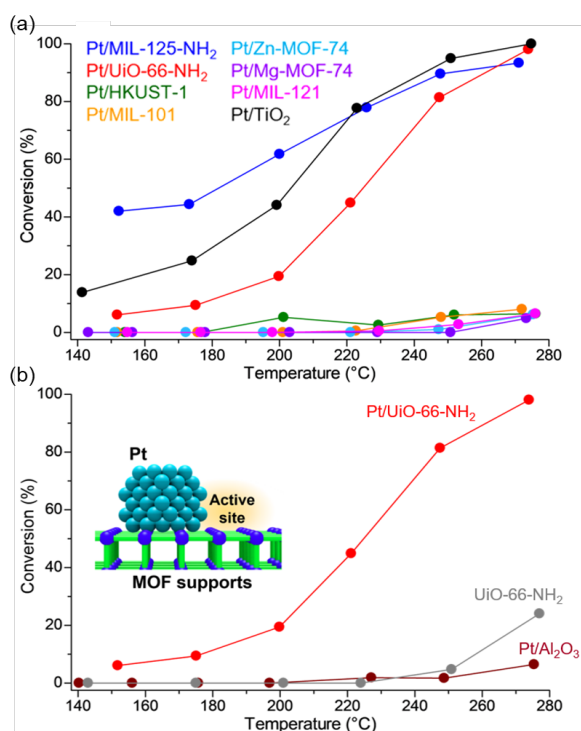 (a)
100
80
60
40
20
0
Conversion (%)
Pt/MIL-125-NH₂ Pt/Zn-MOF-74
Pt/UiO-66-NH₂ Pt/Mg-MOF-74
Pt/HKUST-1 Pt/MIL-121
Pt/MIL-101 Pt/TiO₂
140 160 180 200 220 240 260 280
Temperature (°C)
(b)
100
80
60
40
20
0
Conversion (%)
Pt/UiO-66-NH₂
Pt
Active
site
MOF supports
UiO-66-NH₂
Pt/Al₂O₃
140 160 180 200 220 240 260 280
Temperature (°C)